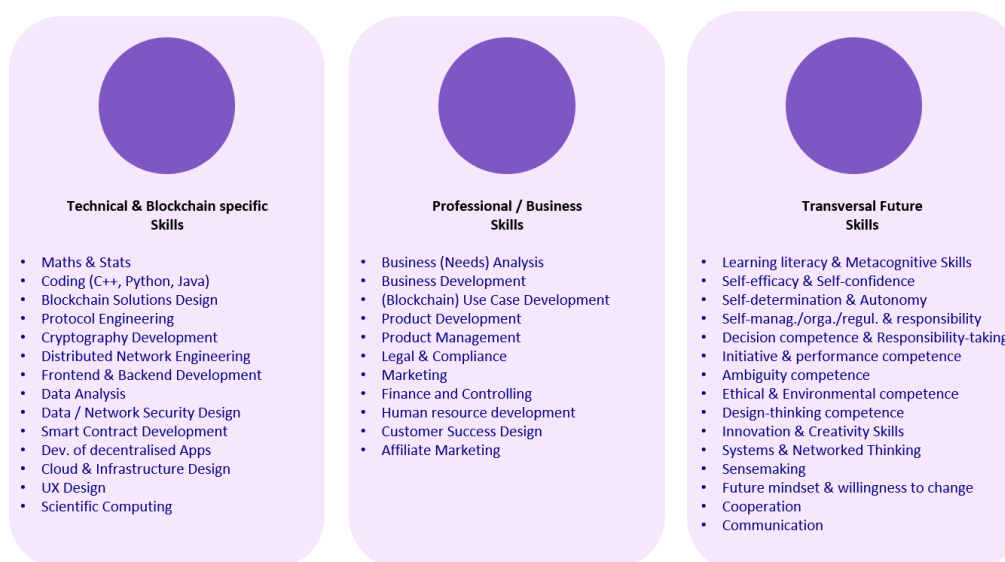 Technical & Blockchain specific
Skills
• Maths & Stats
• Coding (C++, Python, Java)
• Blockchain Solutions Design
• Protocol Engineering
• Cryptography Development
• Distributed Network Engineering
• Frontend & Backend Development
• Data Analysis
• Data / Network Security Design
• Smart Contract Development
• Dev. of decentralised Apps
• Cloud & Infrastructure Design
• UX Design
• Scientific Computing
Professional / Business
Skills
• Business (Needs) Analysis
• Business Development
• (Blockchain) Use Case Development
• Product Development
• Product Management
• Legal & Compliance
• Marketing
• Finance and Controlling
• Human resource development
• Customer Success Design
• Affiliate Marketing
Transversal Future
Skills
• Learning literacy & Metacognitive Skills
• Self-efficacy & Self-confidence
• Self-determination & Autonomy
• Self-manag./orga./regul. & responsibility
• Decision competence & Responsibility-taking
• Initiative & performance competence
• Ambiguity competence
• Ethical & Environmental competence
• Design-thinking competence
• Innovation & Creativity Skills
• Systems & Networked Thinking
• Sensemaking
• Future mindset & willingness to change
• Cooperation
• Communication